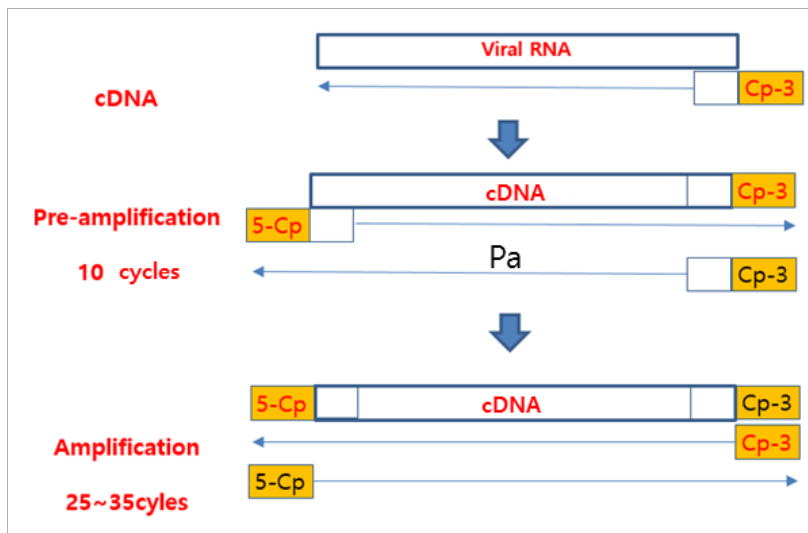 Viral RNA
cDNA
Cp-3
cDNA
Cp-3
Pre-amplification
5-Cp
10 cycles
Pa
Cp-3
5-Cp
cDNA
Cp-3
Amplification
Cp-3
5-Cp
25~35cyles